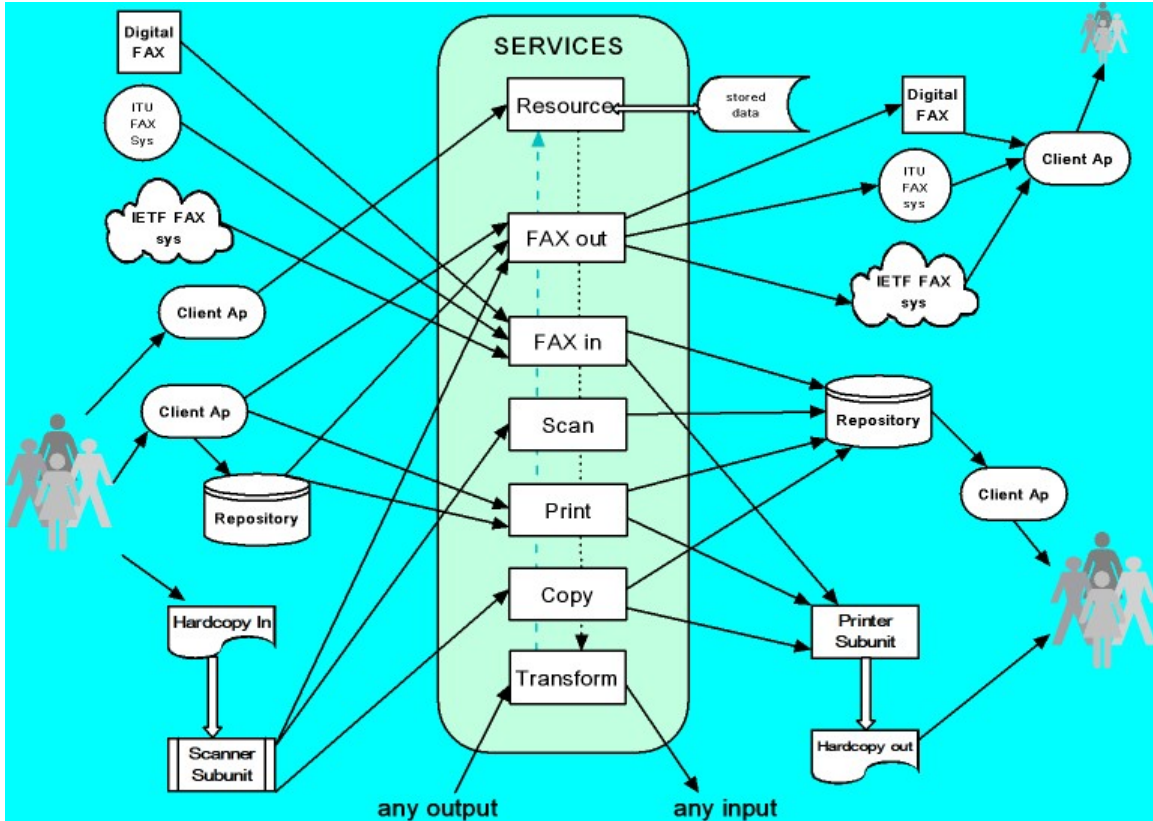 SERVICES
Digital
FAX
ITU
FAX
Sys
IETF FAX
sys
Client Ap
Client Ap
Repository
Hardcopy In
Scanner
Subunit
Resource
FAX out
FAX in
Scan
Print
Copy
Transform
any output
any input
stored
data
Digital
FAX
ITU
FAX
sys
IETF FAX
sys
Client Ap
Repository
Client Ap
Printer
Subunit
Hardcopy out